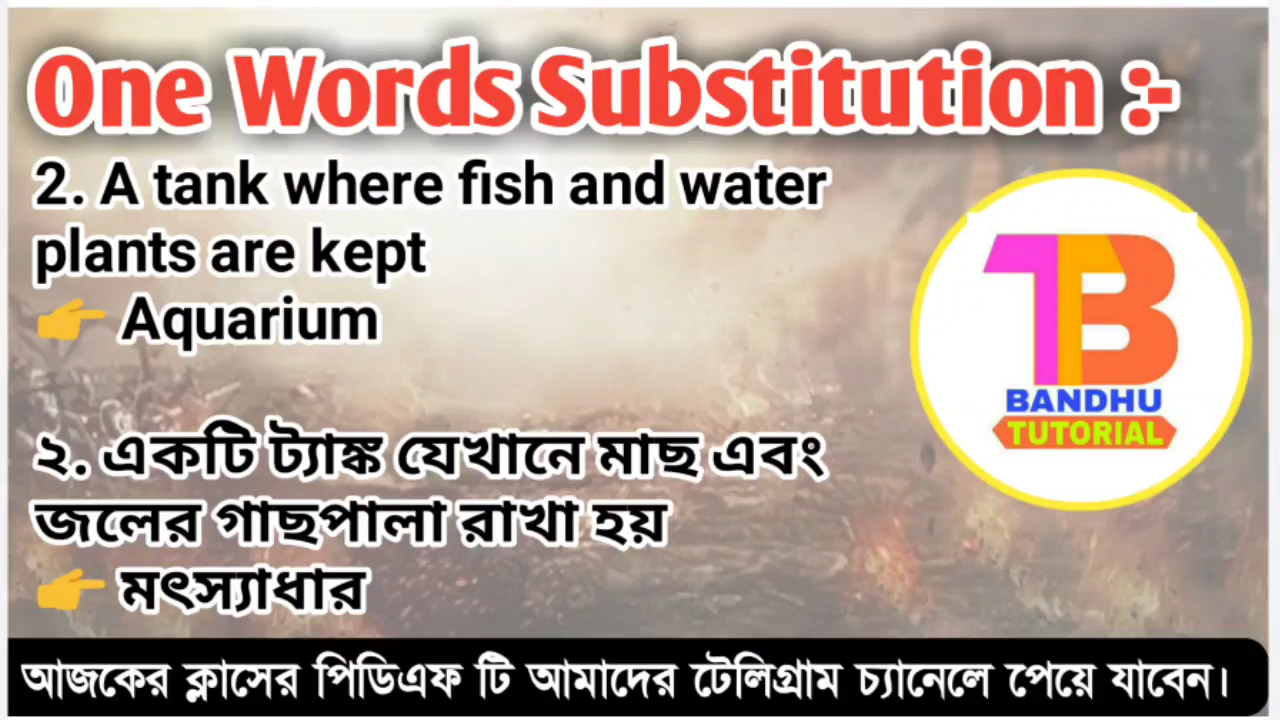 One Words Substitution :-
2. A tank where fish and water
plants are kept
👉 Aquarium
২. একটি ট্যাঙ্ক যেখানে মাছ এবং
জলের গাছপালা রাখা হয়
👉 মৎস্যাধার
TB
BANDHU
TUTORIAL
আজকের ক্লাসের পিডিএফ টি আমাদের টেলিগ্রাম চ্যানেলে পেয়ে যাবেন।